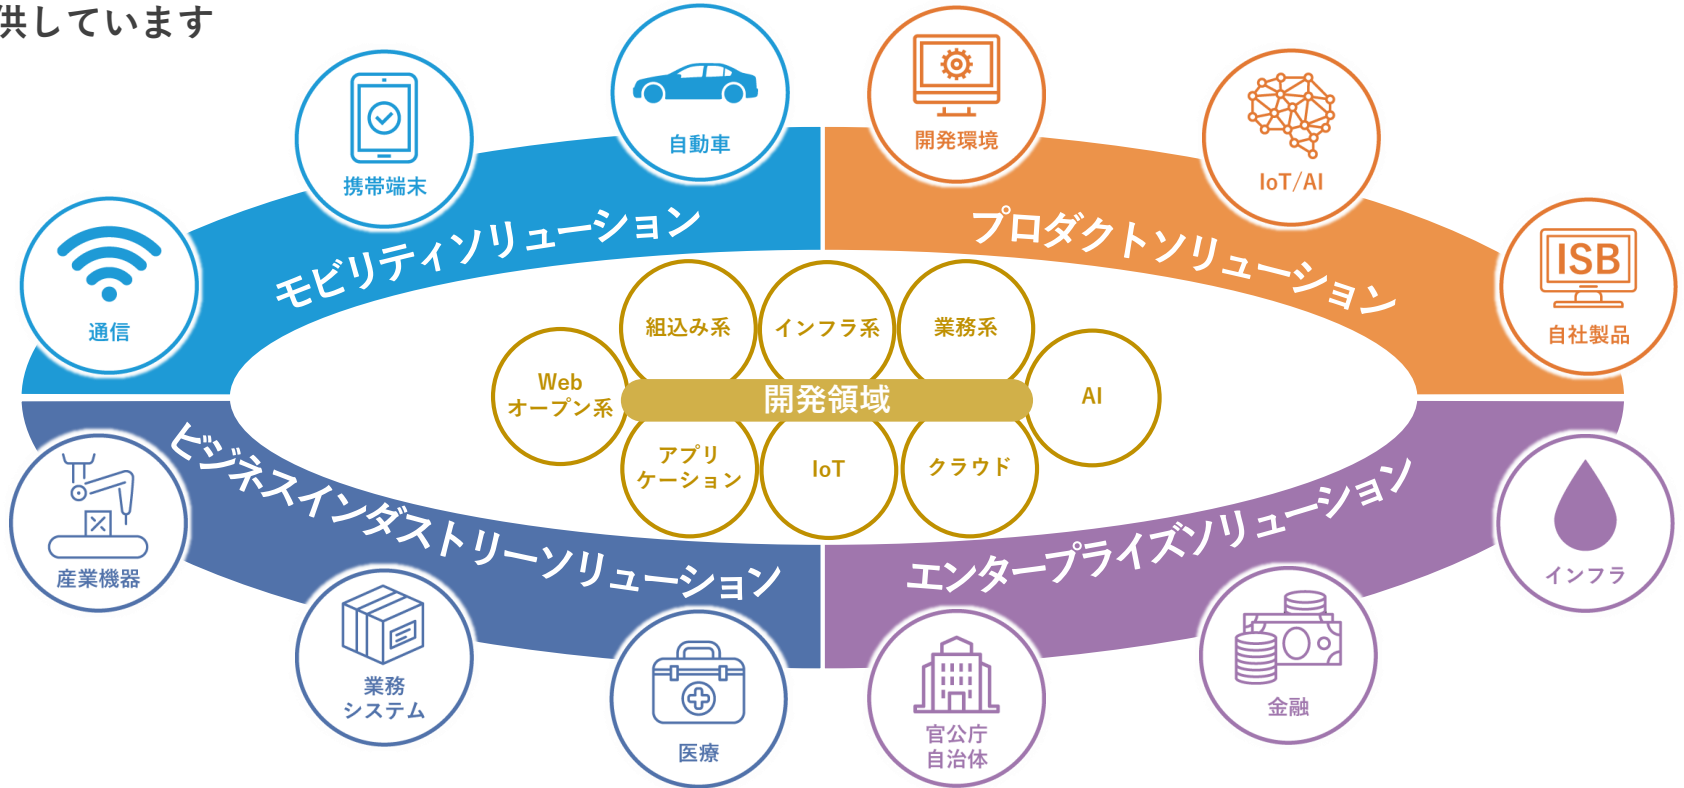 供しています
自動車
開発環境
携帯端末
IoT/AI
通信
ISB
自社製品
モビリティソリューション
プロダクトソリューション
組込み系
インフラ系
業務系
Web
オープン系
開発領域
AI
アプリ
ケーション
IoT
クラウド
ビジネスインダストリーソリューション
エンタープライズソリューション
産業機器
業務
システム
医療
官公庁
自治体
金融
インフラ